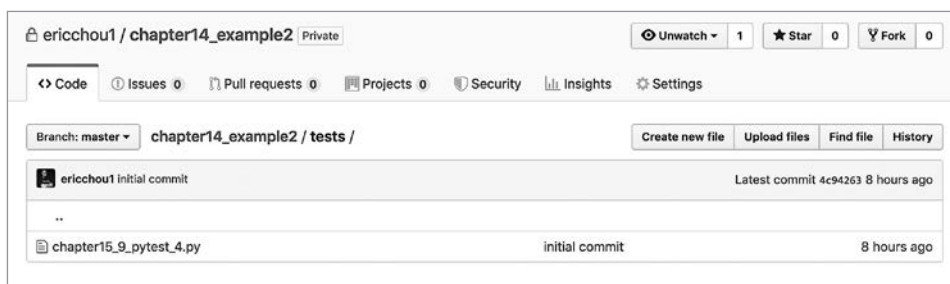 ericchou1 / chapter14_example2 Private Unwatch 1 Star 0 Fork 0
Code Issues 0 Pull requests 0 Projects 0 Security Insights Settings
Branch: master chapter14_example2 / tests / Create new file Upload files Find file History
ericchou1 initial commit Latest commit 4c94263 8 hours ago
..
chapter15_9_pytest_4.py initial commit 8 hours ago